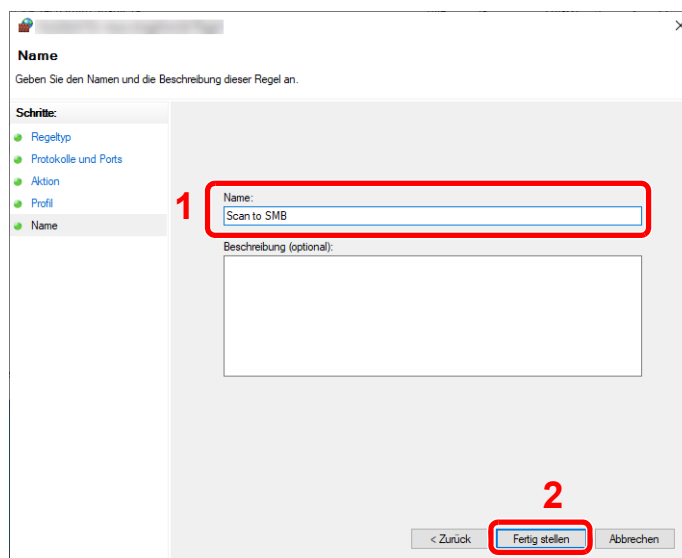 Name
Geben Sie den Namen und die Beschreibung dieser Regel an.
Schritte:
Regeltyp
Protokolle und Ports
Aktion
Profil
Name
1
Name:
Scan to SMB
Beschreibung (optional):
2
< Zurück
Fertig stellen
Abbrechen